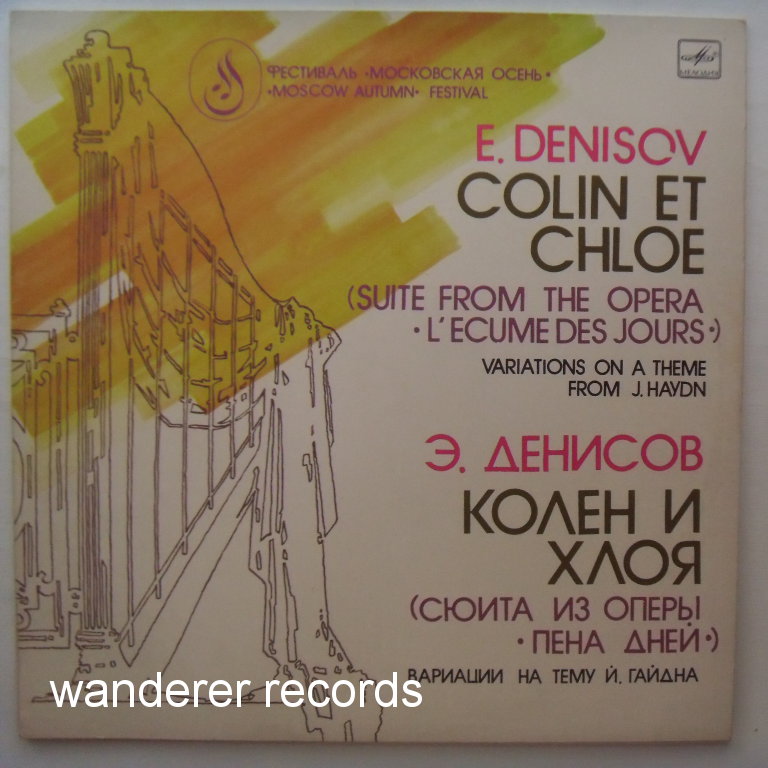 ФЕСТИВАЛЬ •МОСКОВСКАЯ ОСЕНЬ•
•MOSCOW AUTUMN• FESTIVAL
МЕЛОДИЯ
E. DENISOV
COLIN ET
CHLOE
(SUITE FROM THE OPERA
•L'ECUME DES JOURS•)
VARIATIONS ON A THEME
FROM J. HAYDN
Э. ДЕНИСОВ
КОЛЕН И
ХЛОЯ
(СЮИТА ИЗ ОПЕРЫ
•ПЕНА ДНЕЙ•)
ВАРИАЦИИ НА ТЕМУ Й. ГАЙДНА
wanderer records